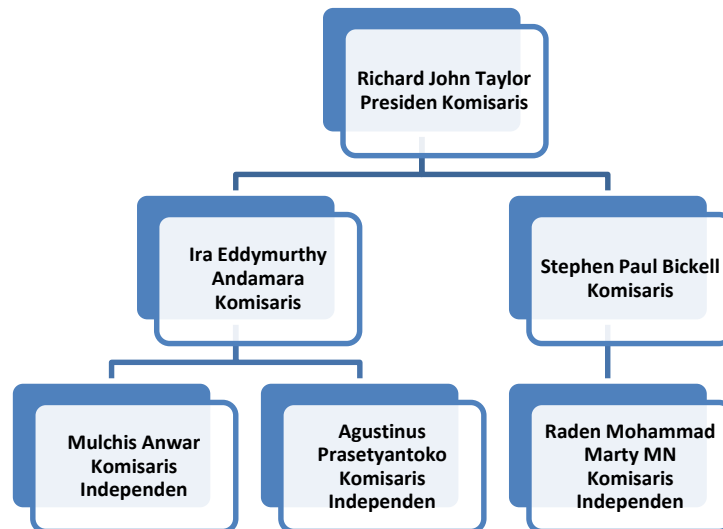 Richard John Taylor
Presiden Komisaris
Ira Eddymurthy
Andamara
Komisaris
Stephen Paul Bickell
Komisaris
Mulchis Anwar
Komisaris
Independen
Agustinus
Prasetyantoko
Komisaris
Independen
Raden Mohammad
Marty MN
Komisaris
Independen